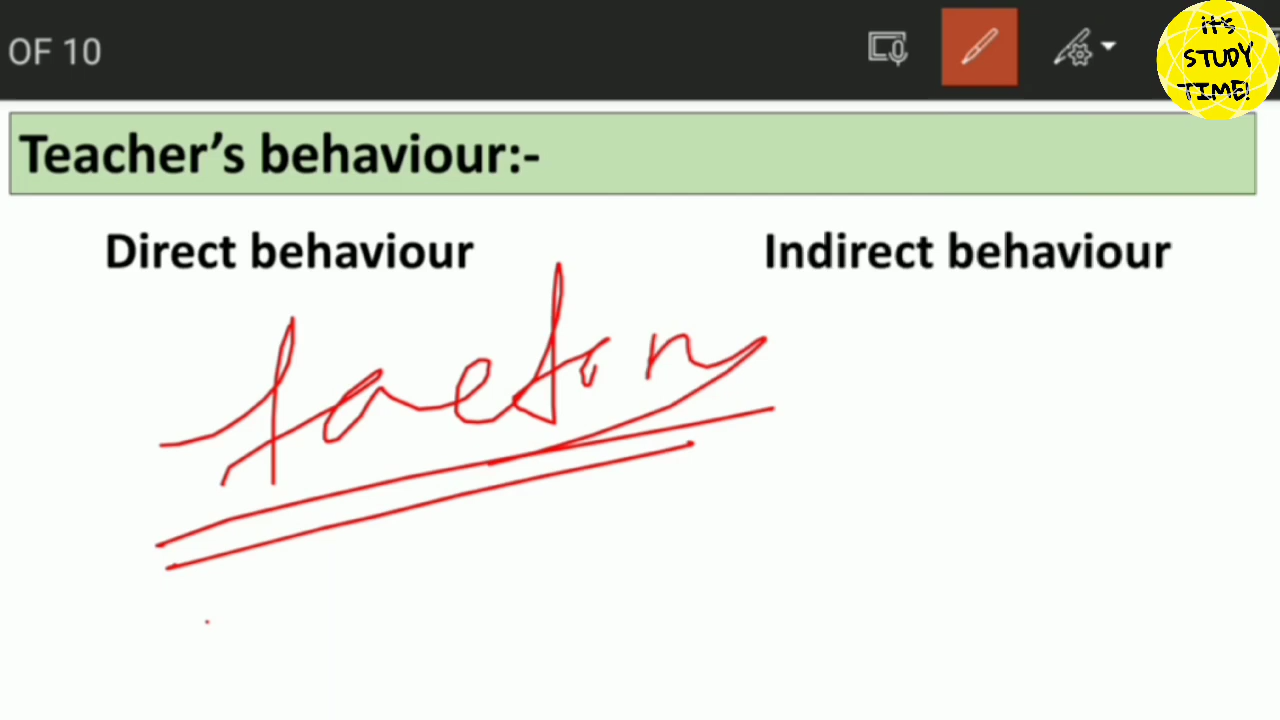 OF 10
it's
STUDY
TIME!
Teacher's behaviour:-
Direct behaviour Indirect behaviour
factor